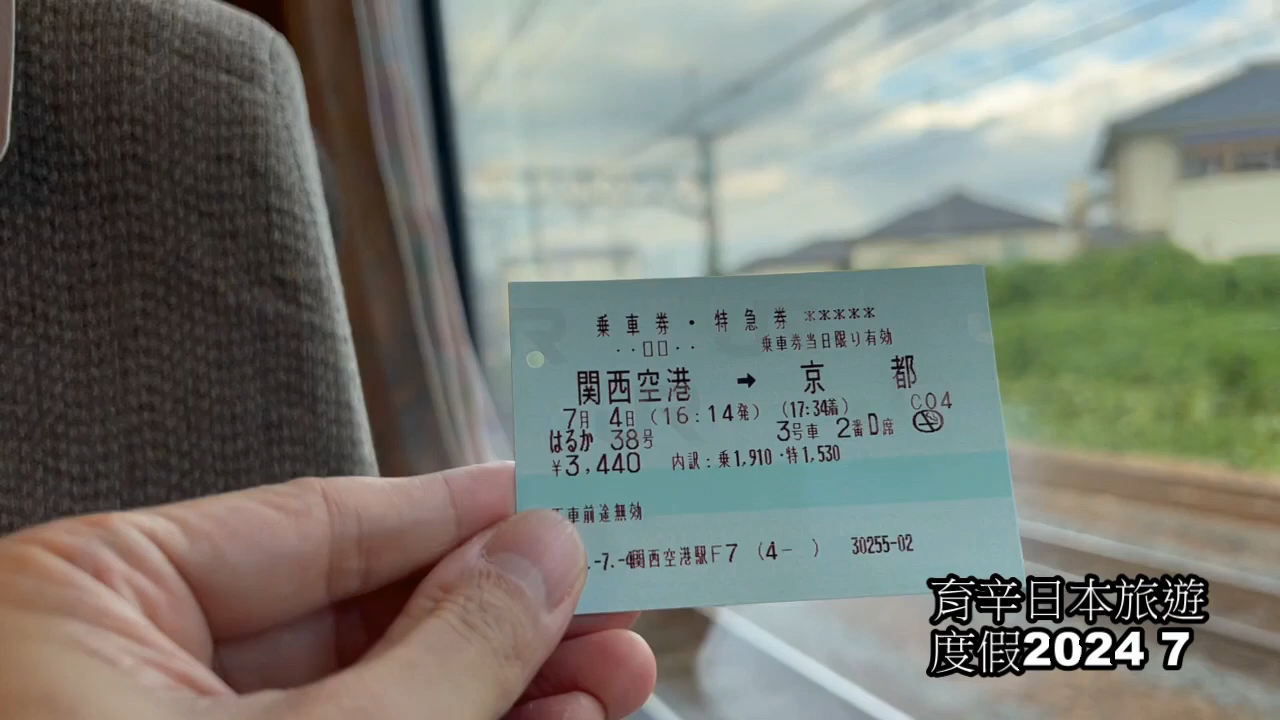 乗車券・特急券 *****
‥□□‥ 乗車券当日限り有効
関西空港 → 京都
7月 4日 (16:14発) (17:34着) C04
はるか 38号 3号車 2番D席
¥3,440 内訳:乗1,910・特1,530
車前途無効
.-7.-4関西空港駅F7 (4- ) 30255-02
育辛日本旅遊
度假2024 7